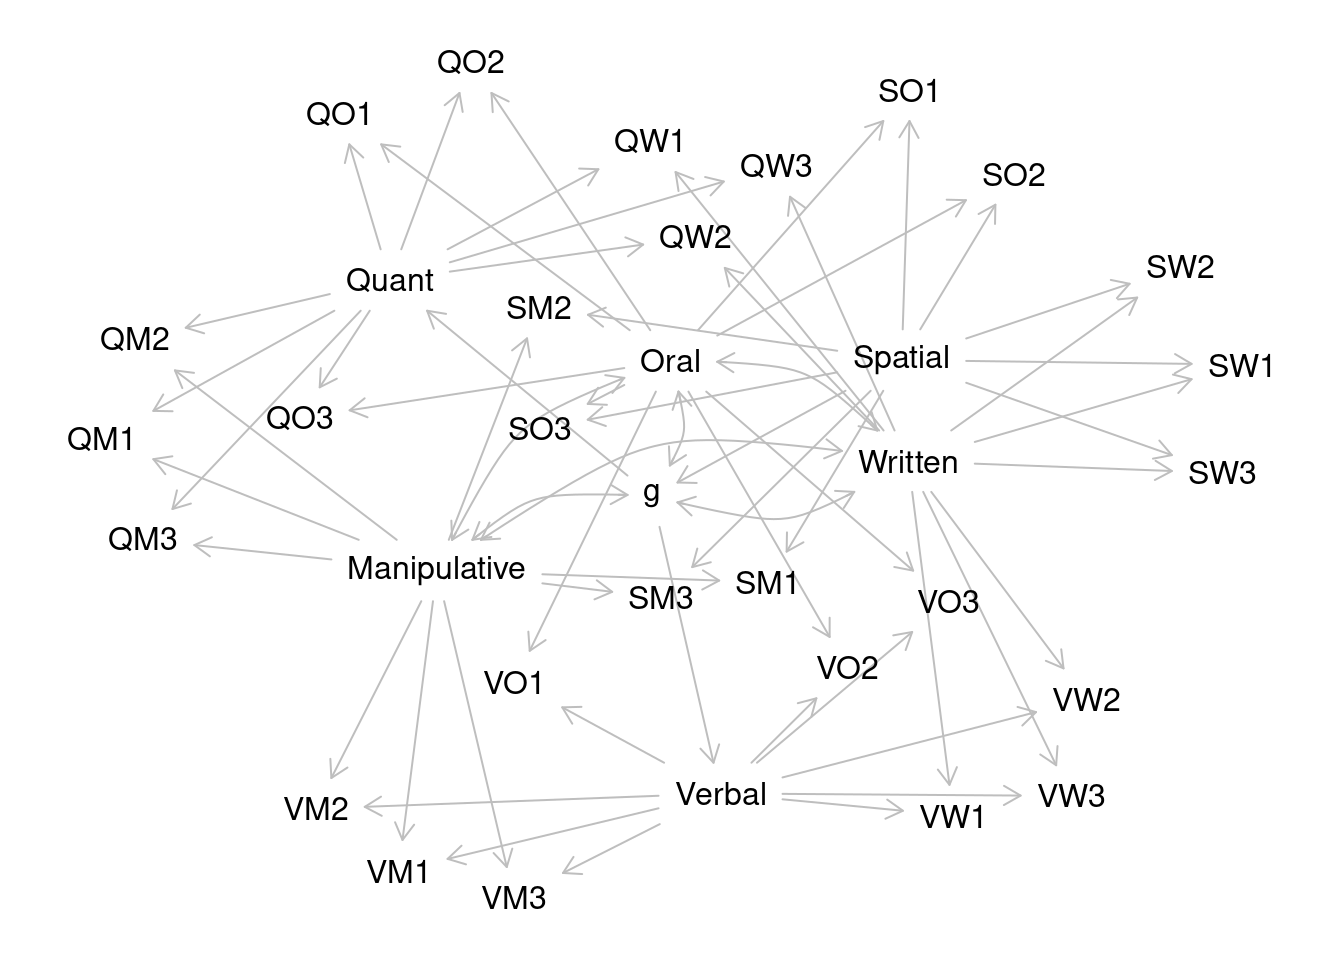 QO2
SO1
QO1
QW1
QW3
SO2
QW2
SW2
Quant
SM2
QM2
Oral
Spatial
SW1
QO3
SO3
QM1
Written
SW3
g
QM3
Manipulative
SM1
SM3
VO3
VO2
VO1
VW2
Verbal
VW3
VM2
VW1
VM1
VM3